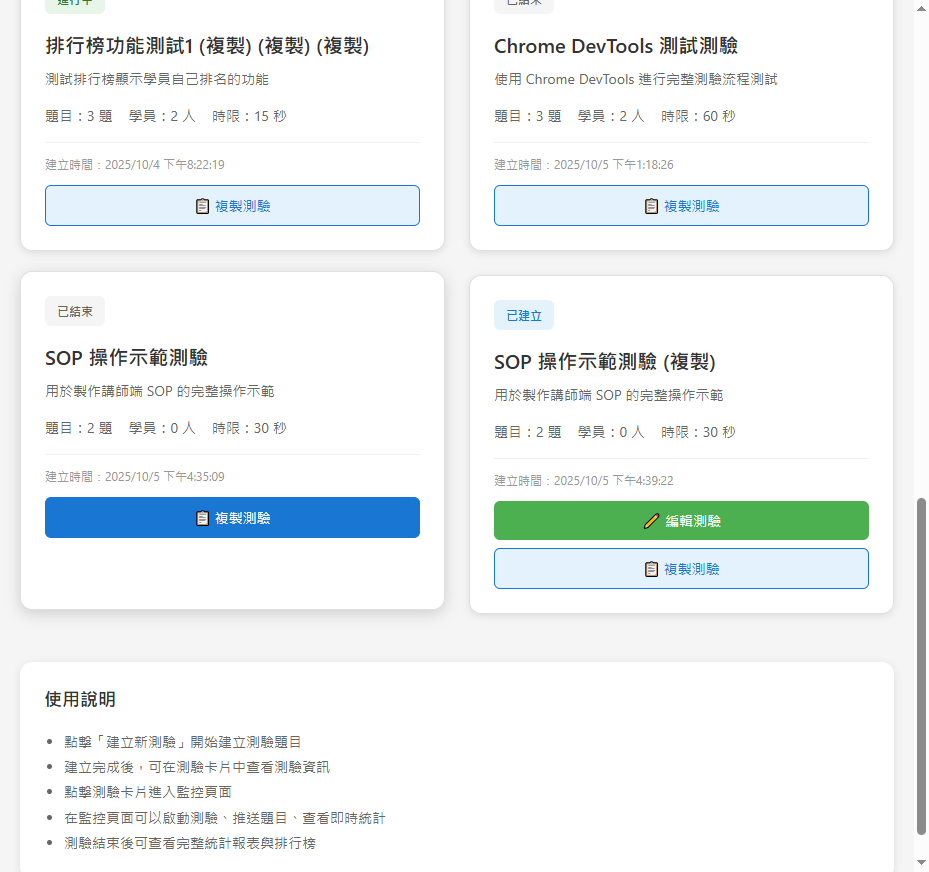 進行中
排行榜功能測試1 (複製) (複製) (複製)
測試排行榜顯示學員自己排名的功能
題目：3 題 學員：2 人 時限：15 秒
建立時間：2025/10/4 下午8:22:19
📋 複製測驗
已結束
Chrome DevTools 測試測驗
使用 Chrome DevTools 進行完整測驗流程測試
題目：3 題 學員：2 人 時限：60 秒
建立時間：2025/10/5 下午1:18:26
📋 複製測驗
已結束
SOP 操作示範測驗
用於製作講師端 SOP 的完整操作示範
題目：2 題 學員：0 人 時限：30 秒
建立時間：2025/10/5 下午4:35:09
📋 複製測驗
已建立
SOP 操作示範測驗 (複製)
用於製作講師端 SOP 的完整操作示範
題目：2 題 學員：0 人 時限：30 秒
建立時間：2025/10/5 下午4:39:22
✏️ 編輯測驗
📋 複製測驗
使用說明
• 點擊「建立新測驗」開始建立測驗題目
• 建立完成後，可在測驗卡片中查看測驗資訊
• 點擊測驗卡片進入監控頁面
• 在監控頁面可以啟動測驗、推送題目、查看即時統計
• 測驗結束後可查看完整統計報表與排行榜